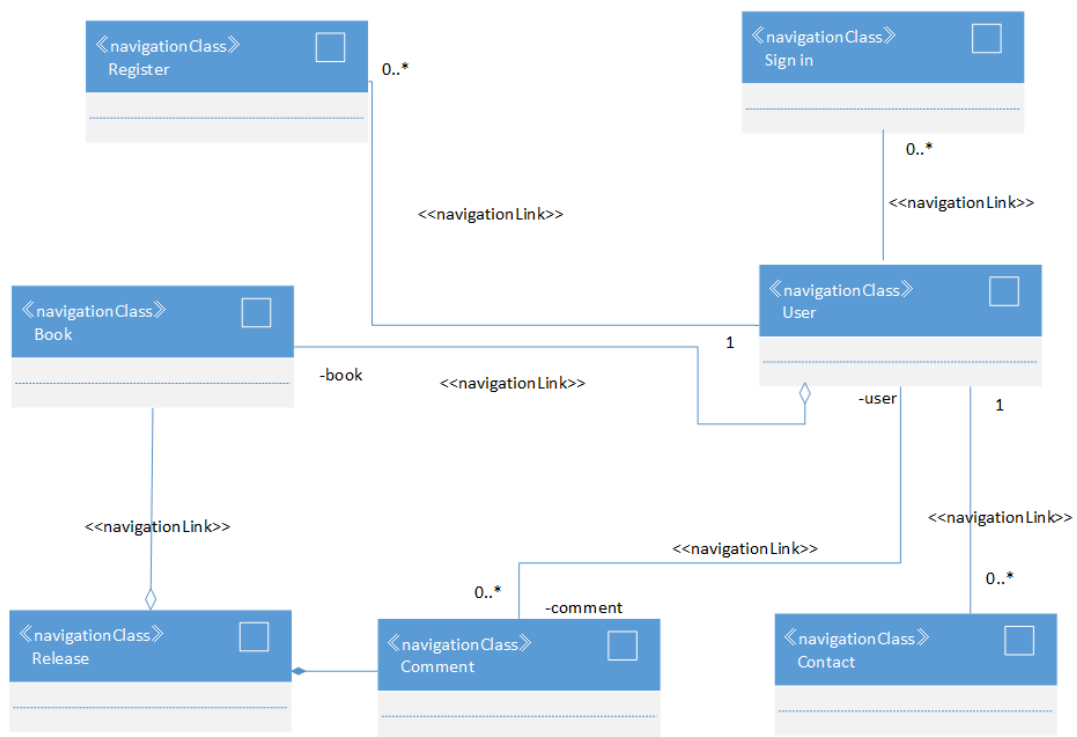 《navigationClass》
Register
0..*
《navigationClass》
Sign in
0..*
<<navigationLink>>
<<navigationLink>>
《navigationClass》
Book
《navigationClass》
User
1
-book
<<navigationLink>>
-user
1
<<navigationLink>>
<<navigationLink>>
<<navigationLink>>
0..*
-comment
0..*
《navigationClass》
Release
《navigationClass》
Comment
《navigationClass》
Contact